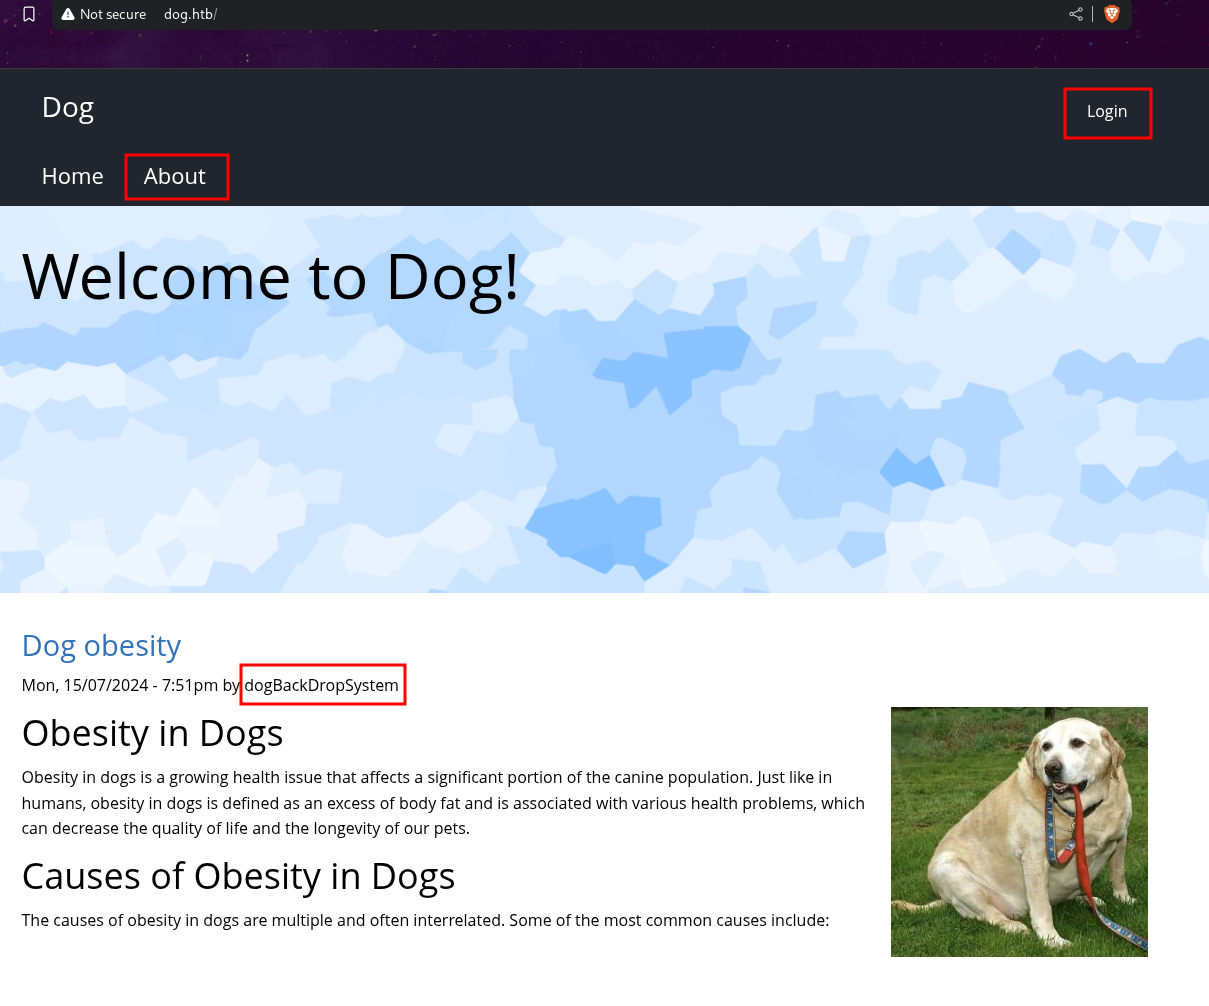 Not secure dog.htb/
Dog
Login
Home About
Welcome to Dog!
Dog obesity
Mon, 15/07/2024 - 7:51pm by dogBackDropSystem
Obesity in Dogs
Obesity in dogs is a growing health issue that affects a significant portion of the canine population. Just like in
humans, obesity in dogs is defined as an excess of body fat and is associated with various health problems, which
can decrease the quality of life and the longevity of our pets.
Causes of Obesity in Dogs
The causes of obesity in dogs are multiple and often interrelated. Some of the most common causes include: